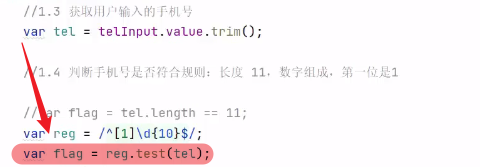 //1.3 获取用户输入的手机号
var tel = telInput.value.trim();
//1.4 判断手机号是否符合规则：长度 11，数字组成，第一位是1
//var flag = tel.length == 11;
var reg = /^[1]\d{10}$/;
var flag = reg.test(tel);